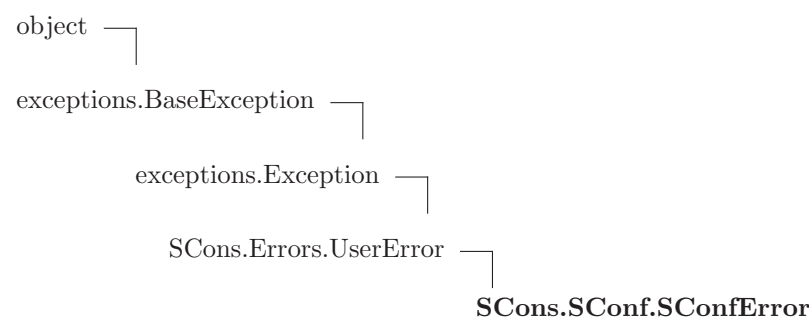 object
exceptions.BaseException
exceptions.Exception
SCons.Errors.UserError
SCons.SConf.SConfError